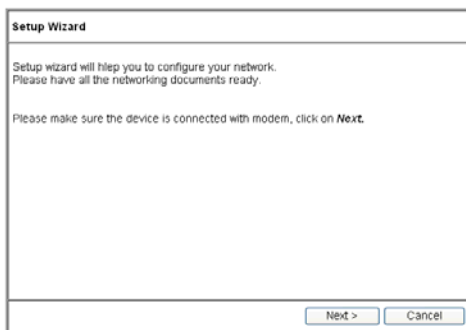 Setup Wizard
Setup wizard will hlep you to configure your network.
Please have all the networking documents ready.
Please make sure the device is connected with modem, click on Next.
Next > Cancel